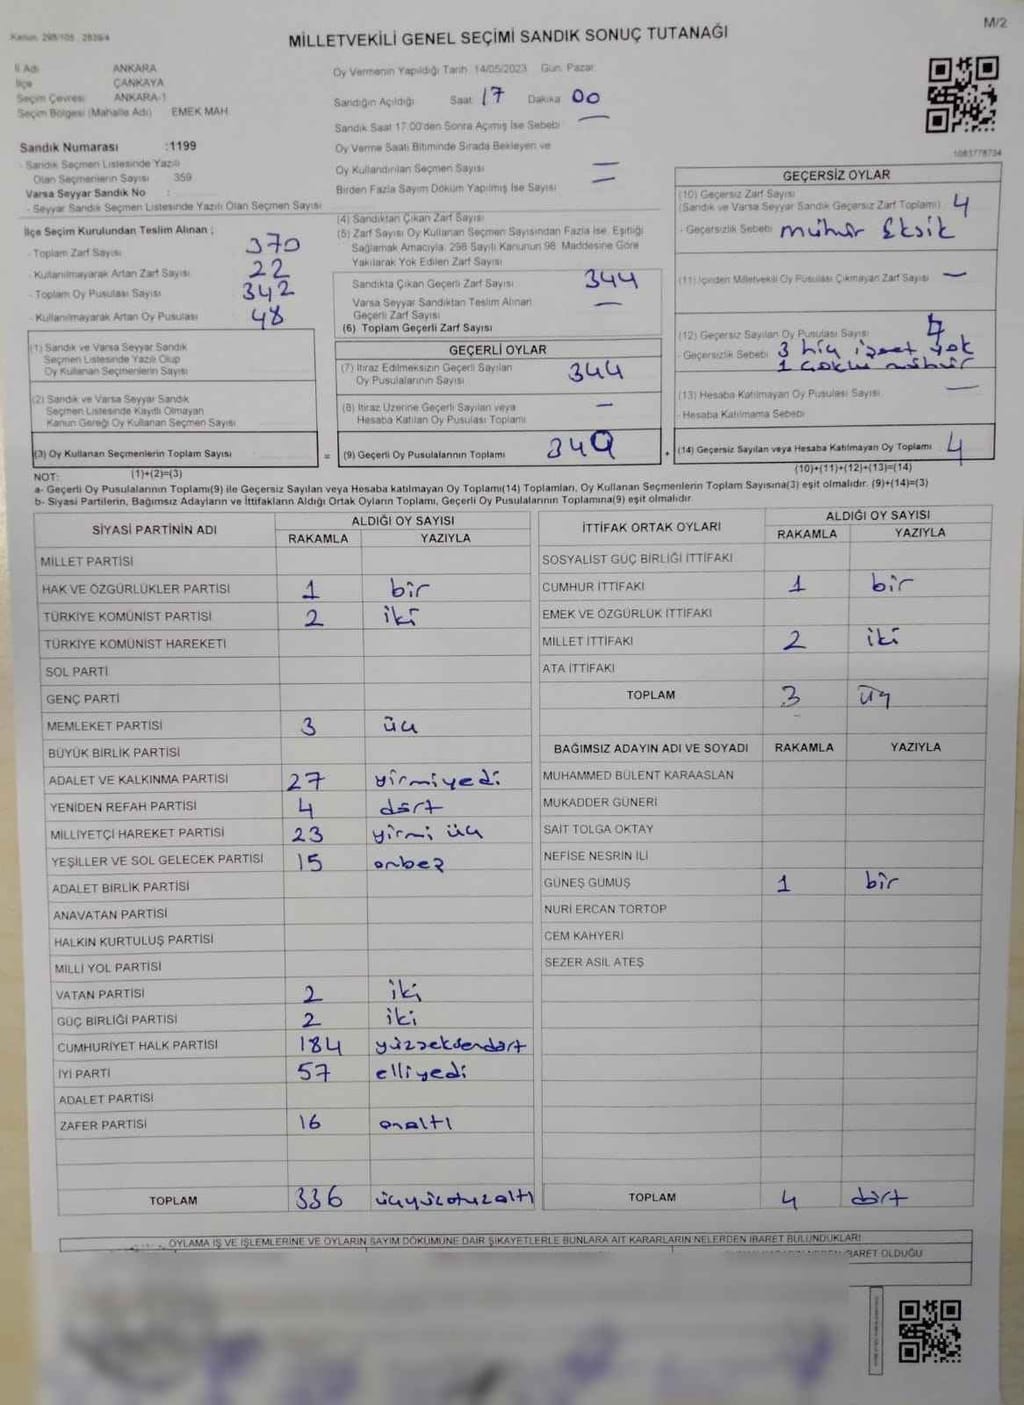 M/2
Kanun: 298/105 2839/4
MİLLETVEKİLİ GENEL SEÇİMİ SANDIK SONUÇ TUTANAĞI
İl Adı ANKARA
İlçe ÇANKAYA
Seçim Çevresi ANKARA-1
Seçim Bölgesi (Mahalle Adı) EMEK MAH.
Sandık Numarası :1199
- Sandık Seçmen Listesinde Yazılı
Olan Seçmenlerin Sayısı 359
Varsa Seyyar Sandık No :
- Seyyar Sandık Seçmen Listesinde Yazılı Olan Seçmen Sayısı
İlçe Seçim Kurulundan Teslim Alınan ;
- Toplam Zarf Sayısı 370
- Kullanılmayarak Artan Zarf Sayısı 22
- Toplam Oy Pusulası Sayısı 342
- Kullanılmayarak Artan Oy Pusulası 48
(1) Sandık ve Varsa Seyyar Sandık
Seçmen Listesinde Yazılı Olup
Oy Kullanan Seçmenlerin Sayısı
(2) Sandık ve Varsa Seyyar Sandık
Seçmen Listesinde Kayıtlı Olmayan
Kanun Gereği Oy Kullanan Seçmen Sayısı
(3) Oy Kullanan Seçmenlerin Toplam Sayısı
Oy Vermenin Yapıldığı Tarih: 14/05/2023 Gün: Pazar
Sandığın Açıldığı Saat 17 Dakika 00
Sandık Saat 17.00'den Sonra Açılmış İse Sebebi —
Oy Verme Saati Bitiminde Sırada Bekleyen ve
Oy Kullandırılan Seçmen Sayısı —
Birden Fazla Sayım Döküm Yapılmış İse Sayısı —
(4) Sandıktan Çıkan Zarf Sayısı
(5) Zarf Sayısı Oy Kullanan Seçmen Sayısından Fazla İse, Eşitliği
Sağlamak Amacıyla, 298 Sayılı Kanunun 98. Maddesine Göre
Yakılarak Yok Edilen Zarf Sayısı
Sandıkta Çıkan Geçerli Zarf Sayısı 344
Varsa Seyyar Sandıktan Teslim Alınan
Geçerli Zarf Sayısı —
(6) Toplam Geçerli Zarf Sayısı
GEÇERLİ OYLAR
(7) İtiraz Edilmeksizin Geçerli Sayılan
Oy Pusulalarının Sayısı 344
(8) İtiraz Üzerine Geçerli Sayılan veya
Hesaba Katılan Oy Pusulası Toplamı —
= (9) Geçerli Oy Pusulalarının Toplamı
1083778734
GEÇERSİZ OYLAR
(10) Geçersiz Zarf Sayısı
(Sandık ve Varsa Seyyar Sandık Geçersiz Zarf Toplamı) 4
- Geçersizlik Sebebi mühür Eksik
(11) İçinden Milletvekili Oy Pusulası Çıkmayan Zarf Sayısı —
(12) Geçersiz Sayılan Oy Pusulası Sayısı
- Geçersizlik Sebebi 3 hiç işaret yok
1 çoklu mühür
(13) Hesaba Katılmayan Oy Pusulası Sayısı —
- Hesaba Katılmama Sebebi
+ (14) Geçersiz Sayılan veya Hesaba Katılmayan Oy Toplamı 4
NOT: (1)+(2)=(3)
(10)+(11)+(12)+(13)=(14)
a- Geçerli Oy Pusulalarının Toplamı(9) ile Geçersiz Sayılan veya Hesaba katılmayan Oy Toplamı(14) Toplamları, Oy Kullanan Seçmenlerin Toplam Sayısına(3) eşit olmalıdır. (9)+(14)=(3)
b- Siyasi Partilerin, Bağımsız Adayların ve İttifakların Aldığı Ortak Oyların Toplamı, Geçerli Oy Pusulalarının Toplamına(9) eşit olmalıdır.
SİYASİ PARTİNİN ADI ALDIĞI OY SAYISI
RAKAMLA YAZIYLA
MİLLET PARTİSİ
HAK VE ÖZGÜRLÜKLER PARTİSİ 1 bir
TÜRKİYE KOMÜNİST PARTİSİ 2 iki
TÜRKİYE KOMÜNİST HAREKETİ
SOL PARTİ
GENÇ PARTİ
MEMLEKET PARTİSİ 3 üç
BÜYÜK BİRLİK PARTİSİ
ADALET VE KALKINMA PARTİSİ 27 yirmiyedi
YENİDEN REFAH PARTİSİ 4 dört
MİLLİYETÇİ HAREKET PARTİSİ 23 yirmi üç
YEŞİLLER VE SOL GELECEK PARTİSİ 15 onbeş
ADALET BİRLİK PARTİSİ
ANAVATAN PARTİSİ
HALKIN KURTULUŞ PARTİSİ
MİLLİ YOL PARTİSİ
VATAN PARTİSİ 2 iki
GÜÇ BİRLİĞİ PARTİSİ 2 iki
CUMHURİYET HALK PARTİSİ 184 yüzseksendört
İYİ PARTİ 57 elliyedi
ADALET PARTİSİ
ZAFER PARTİSİ 16 onaltı
TOPLAM 336 üçyüzotuzaltı
İTTİFAK ORTAK OYLARI ALDIĞI OY SAYISI
RAKAMLA YAZIYLA
SOSYALİST GÜÇ BİRLİĞİ İTTİFAKI
CUMHUR İTTİFAKI 1 bir
EMEK VE ÖZGÜRLÜK İTTİFAKI
MİLLET İTTİFAKI 2 iki
ATA İTTİFAKI
TOPLAM 3 üç
BAĞIMSIZ ADAYIN ADI VE SOYADI RAKAMLA YAZIYLA
MUHAMMED BÜLENT KARAASLAN
MUKADDER GÜNERİ
SAİT TOLGA OKTAY
NEFİSE NESRİN İLİ
GÜNEŞ GÜMÜŞ 1 bir
NURİ ERCAN TORTOP
CEM KAHYERİ
SEZER ASIL ATEŞ
TOPLAM 4 dört
OYLAMA İŞ VE İŞLEMLERİNE VE OYLARIN SAYIM DÖKÜMÜNE DAİR ŞİKAYETLERLE BUNLARA AİT KARARLARIN NELERDEN İBARET BULUNDUKLARI
İBARET OLDUĞU